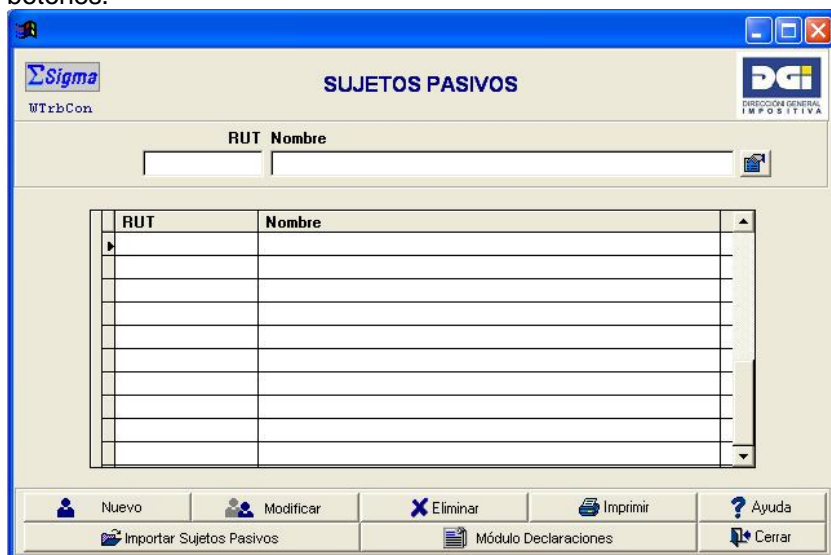 botones.
ΣSigma
WTrbCon
SUJETOS PASIVOS
DGi
DIRECCIÓN GENERAL
IMPOSITIVA
RUT Nombre
RUT Nombre
Nuevo Modificar Eliminar Imprimir ? Ayuda
Importar Sujetos Pasivos Módulo Declaraciones Cerrar